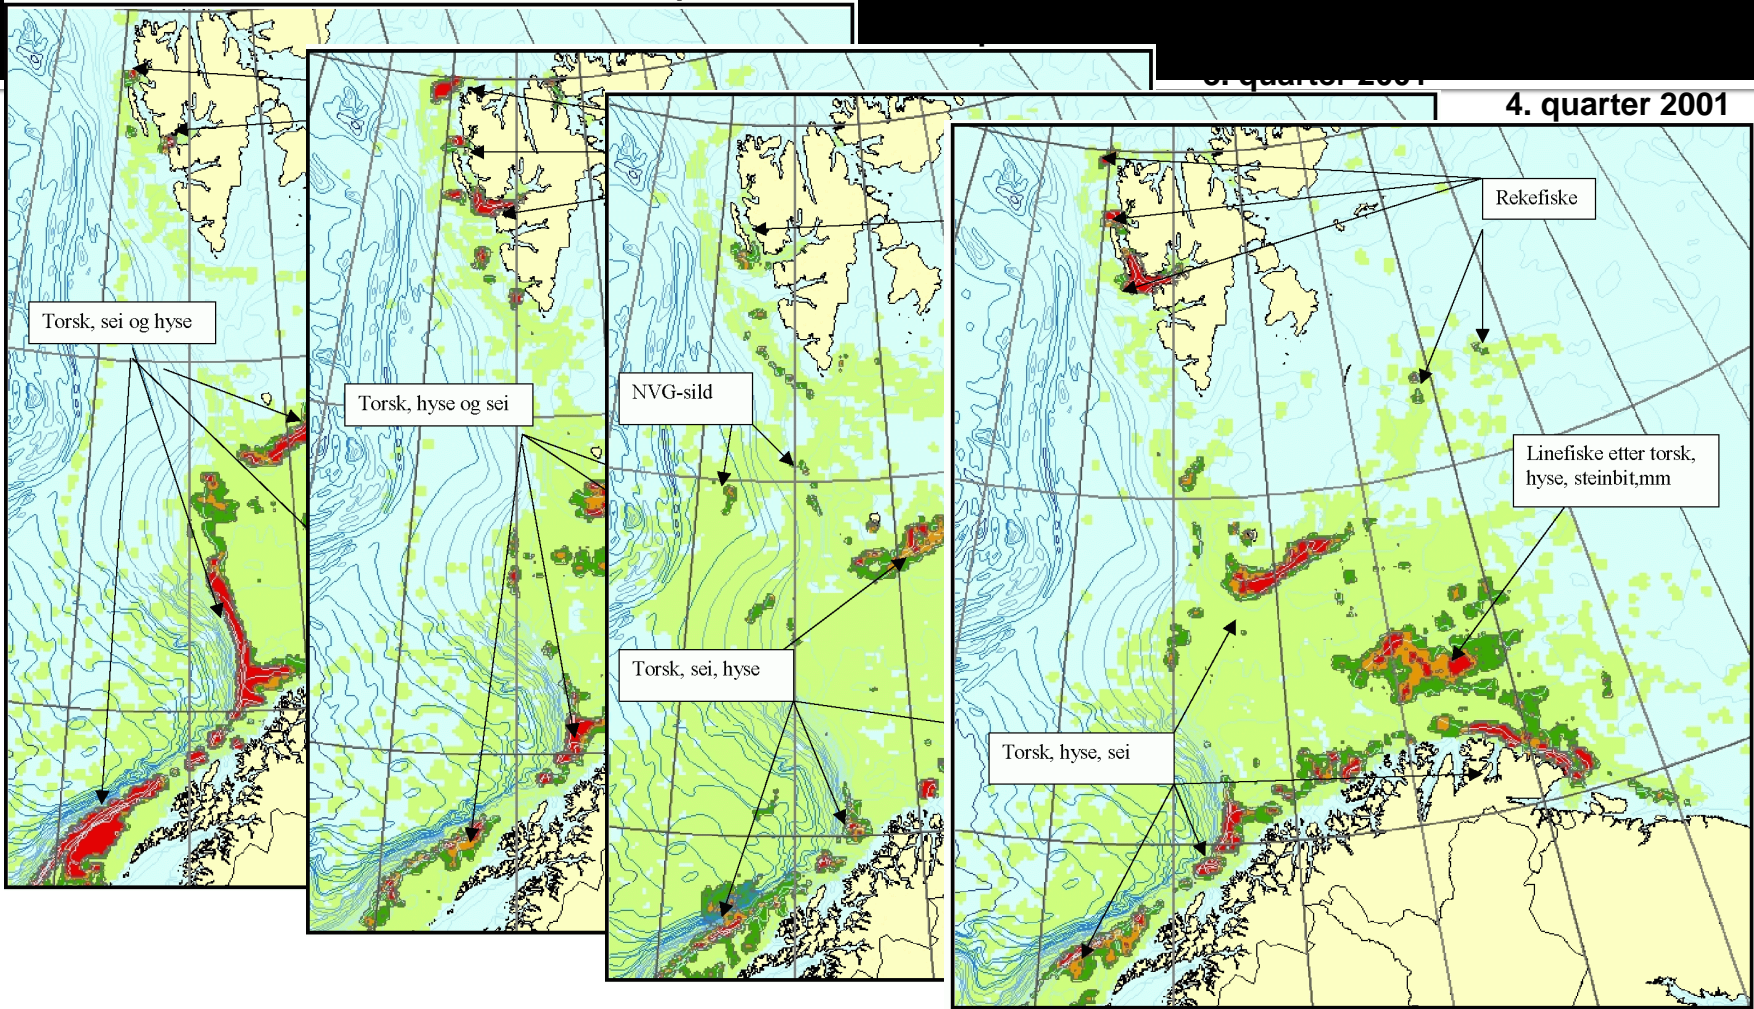 4. quarter 2001
Torsk, sei og hyse
Torsk, hyse og sei
NVG-sild
Torsk, sei, hyse
Rekefiske
Linefiske etter torsk,
hyse, steinbit,mm
Torsk, hyse, sei